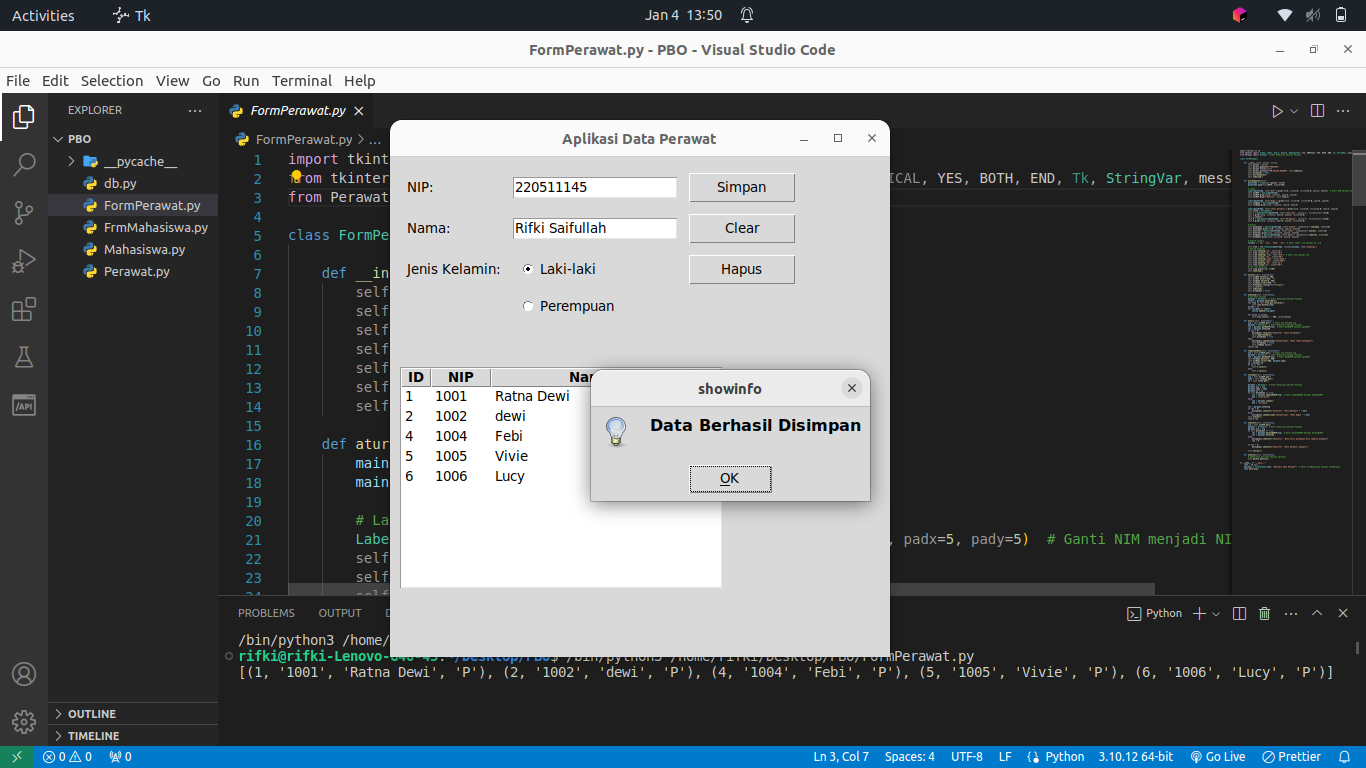 Activities Tk Jan 4 13:50
FormPerawat.py - PBO - Visual Studio Code
File Edit Selection View Go Run Terminal Help
EXPLORER
PBO
__pycache__
db.py
FormPerawat.py
FrmMahasiswa.py
Mahasiswa.py
Perawat.py
OUTLINE
TIMELINE
FormPerawat.py
FormPerawat.py > ...
1 import tkint
2 from tkinter ICAL, YES, BOTH, END, Tk, StringVar, mess
3 from Perawat
4
5 class FormPe
6
7 def __in
8 self
9 self
10 self
11 self
12 self
13 self
14 self
15
16 def atur
17 main
18 main
19
20 # La
21 Labe , padx=5, pady=5) # Ganti NIM menjadi NI
22 self
23 self
24 self
Aplikasi Data Perawat
NIP: 220511145 Simpan
Nama: Rifki Saifullah Clear
Jenis Kelamin: Laki-laki Hapus
Perempuan
ID NIP Na
1 1001 Ratna Dewi
2 1002 dewi
4 1004 Febi
5 1005 Vivie
6 1006 Lucy
showinfo
Data Berhasil Disimpan
OK
PROBLEMS OUTPUT Python
/bin/python3 /home/
rifki@rifki-Lenovo-G40-45:~/Desktop/PBO$ /bin/python3 /home/rifki/Desktop/PBO/FormPerawat.py
[(1, '1001', 'Ratna Dewi', 'P'), (2, '1002', 'dewi', 'P'), (4, '1004', 'Febi', 'P'), (5, '1005', 'Vivie', 'P'), (6, '1006', 'Lucy', 'P')]
0 0 0 Ln 3, Col 7 Spaces: 4 UTF-8 LF Python 3.10.12 64-bit Go Live Prettier